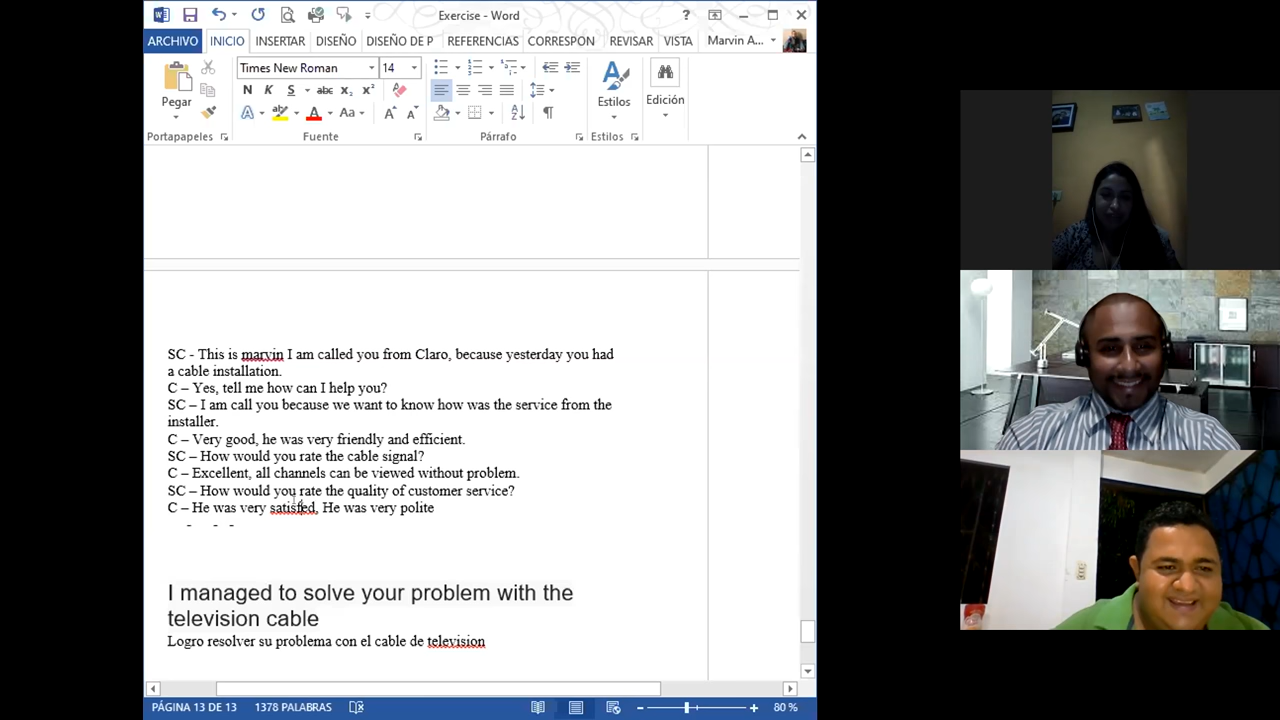 Exercise - Word
ARCHIVO INICIO INSERTAR DISEÑO DISEÑO DE P REFERENCIAS CORRESPON REVISAR VISTA Marvin A...
Pegar
Times New Roman 14
N K S abc x₂ x²
A Aa A A
Estilos
Edición
Portapapeles Fuente Párrafo Estilos
SC - This is marvin I am called you from Claro, because yesterday you had
a cable installation.
C – Yes, tell me how can I help you?
SC – I am call you because we want to know how was the service from the
installer.
C – Very good, he was very friendly and efficient.
SC – How would you rate the cable signal?
C – Excellent, all channels can be viewed without problem.
SC – How would you rate the quality of customer service?
C – He was very satisfed, He was very polite
I managed to solve your problem with the
television cable
Logro resolver su problema con el cable de television
PÁGINA 13 DE 13 1378 PALABRAS 80 %